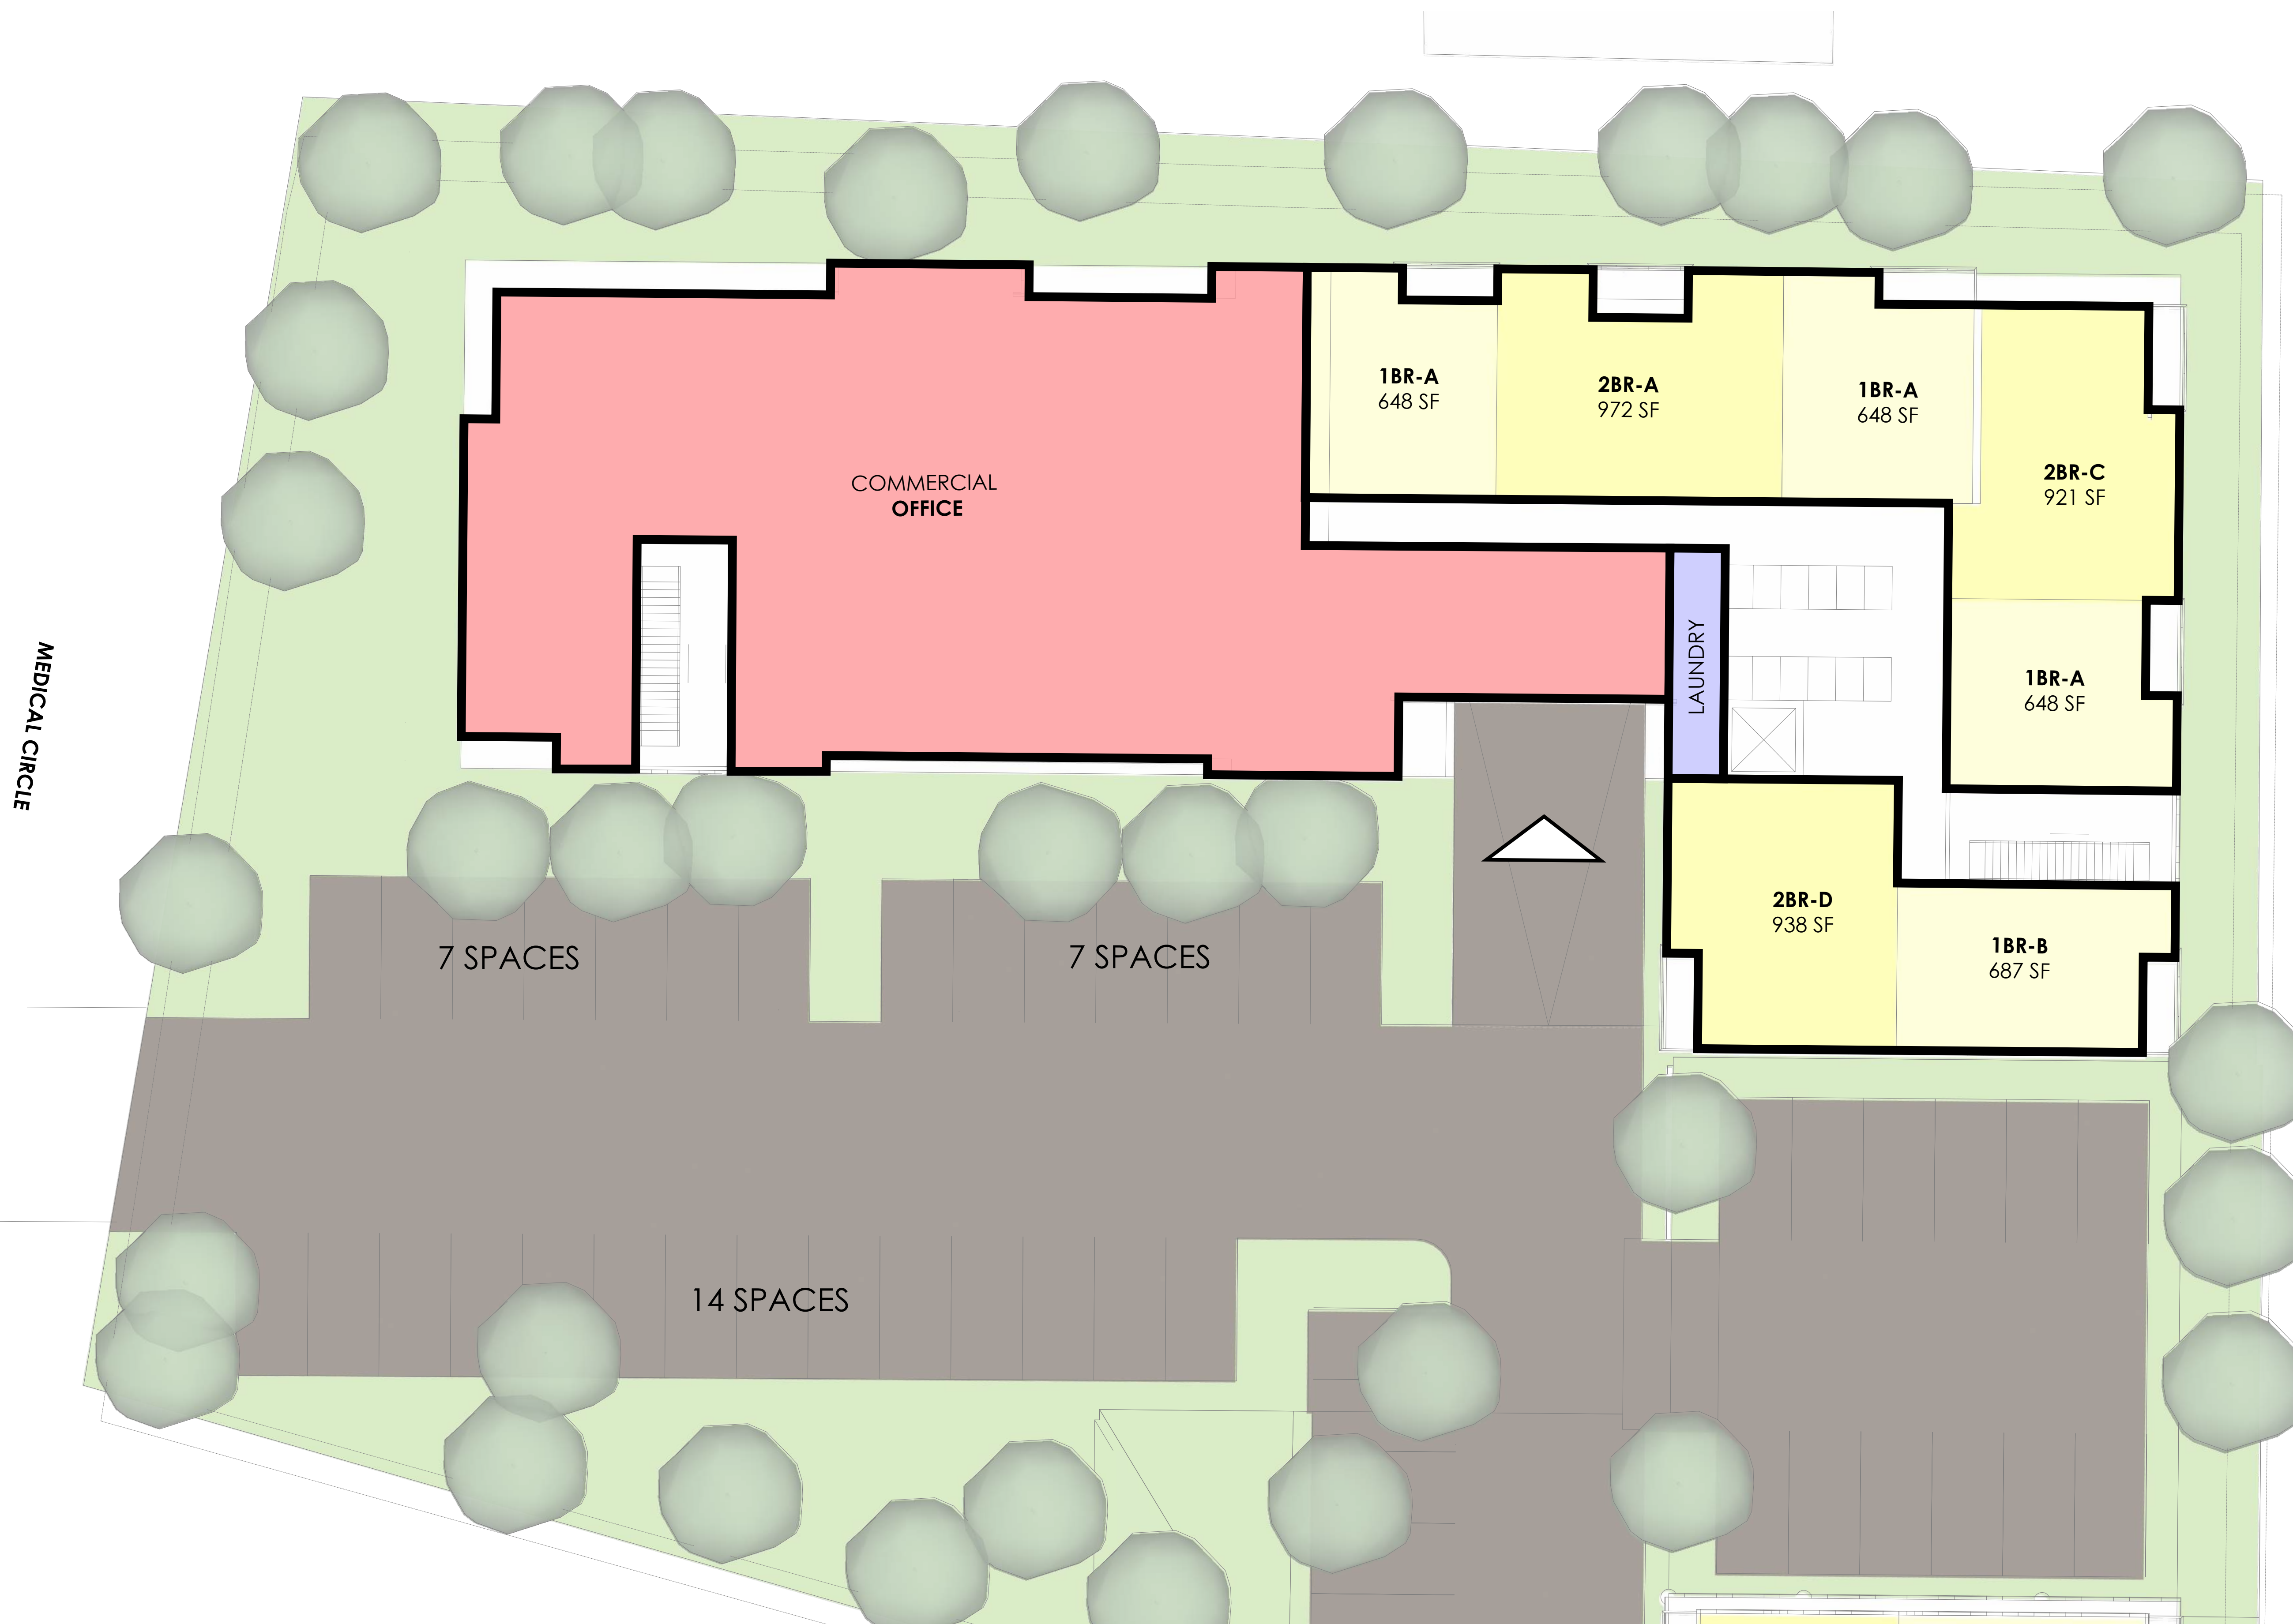 1BR-A
648 SF
2BR-A
972 SF
1BR-A
648 SF
2BR-C
921 SF
COMMERCIAL
OFFICE
LAUNDRY
1BR-A
648 SF
MEDICAL CIRCLE
2BR-D
938 SF
1BR-B
687 SF
7 SPACES
7 SPACES
14 SPACES